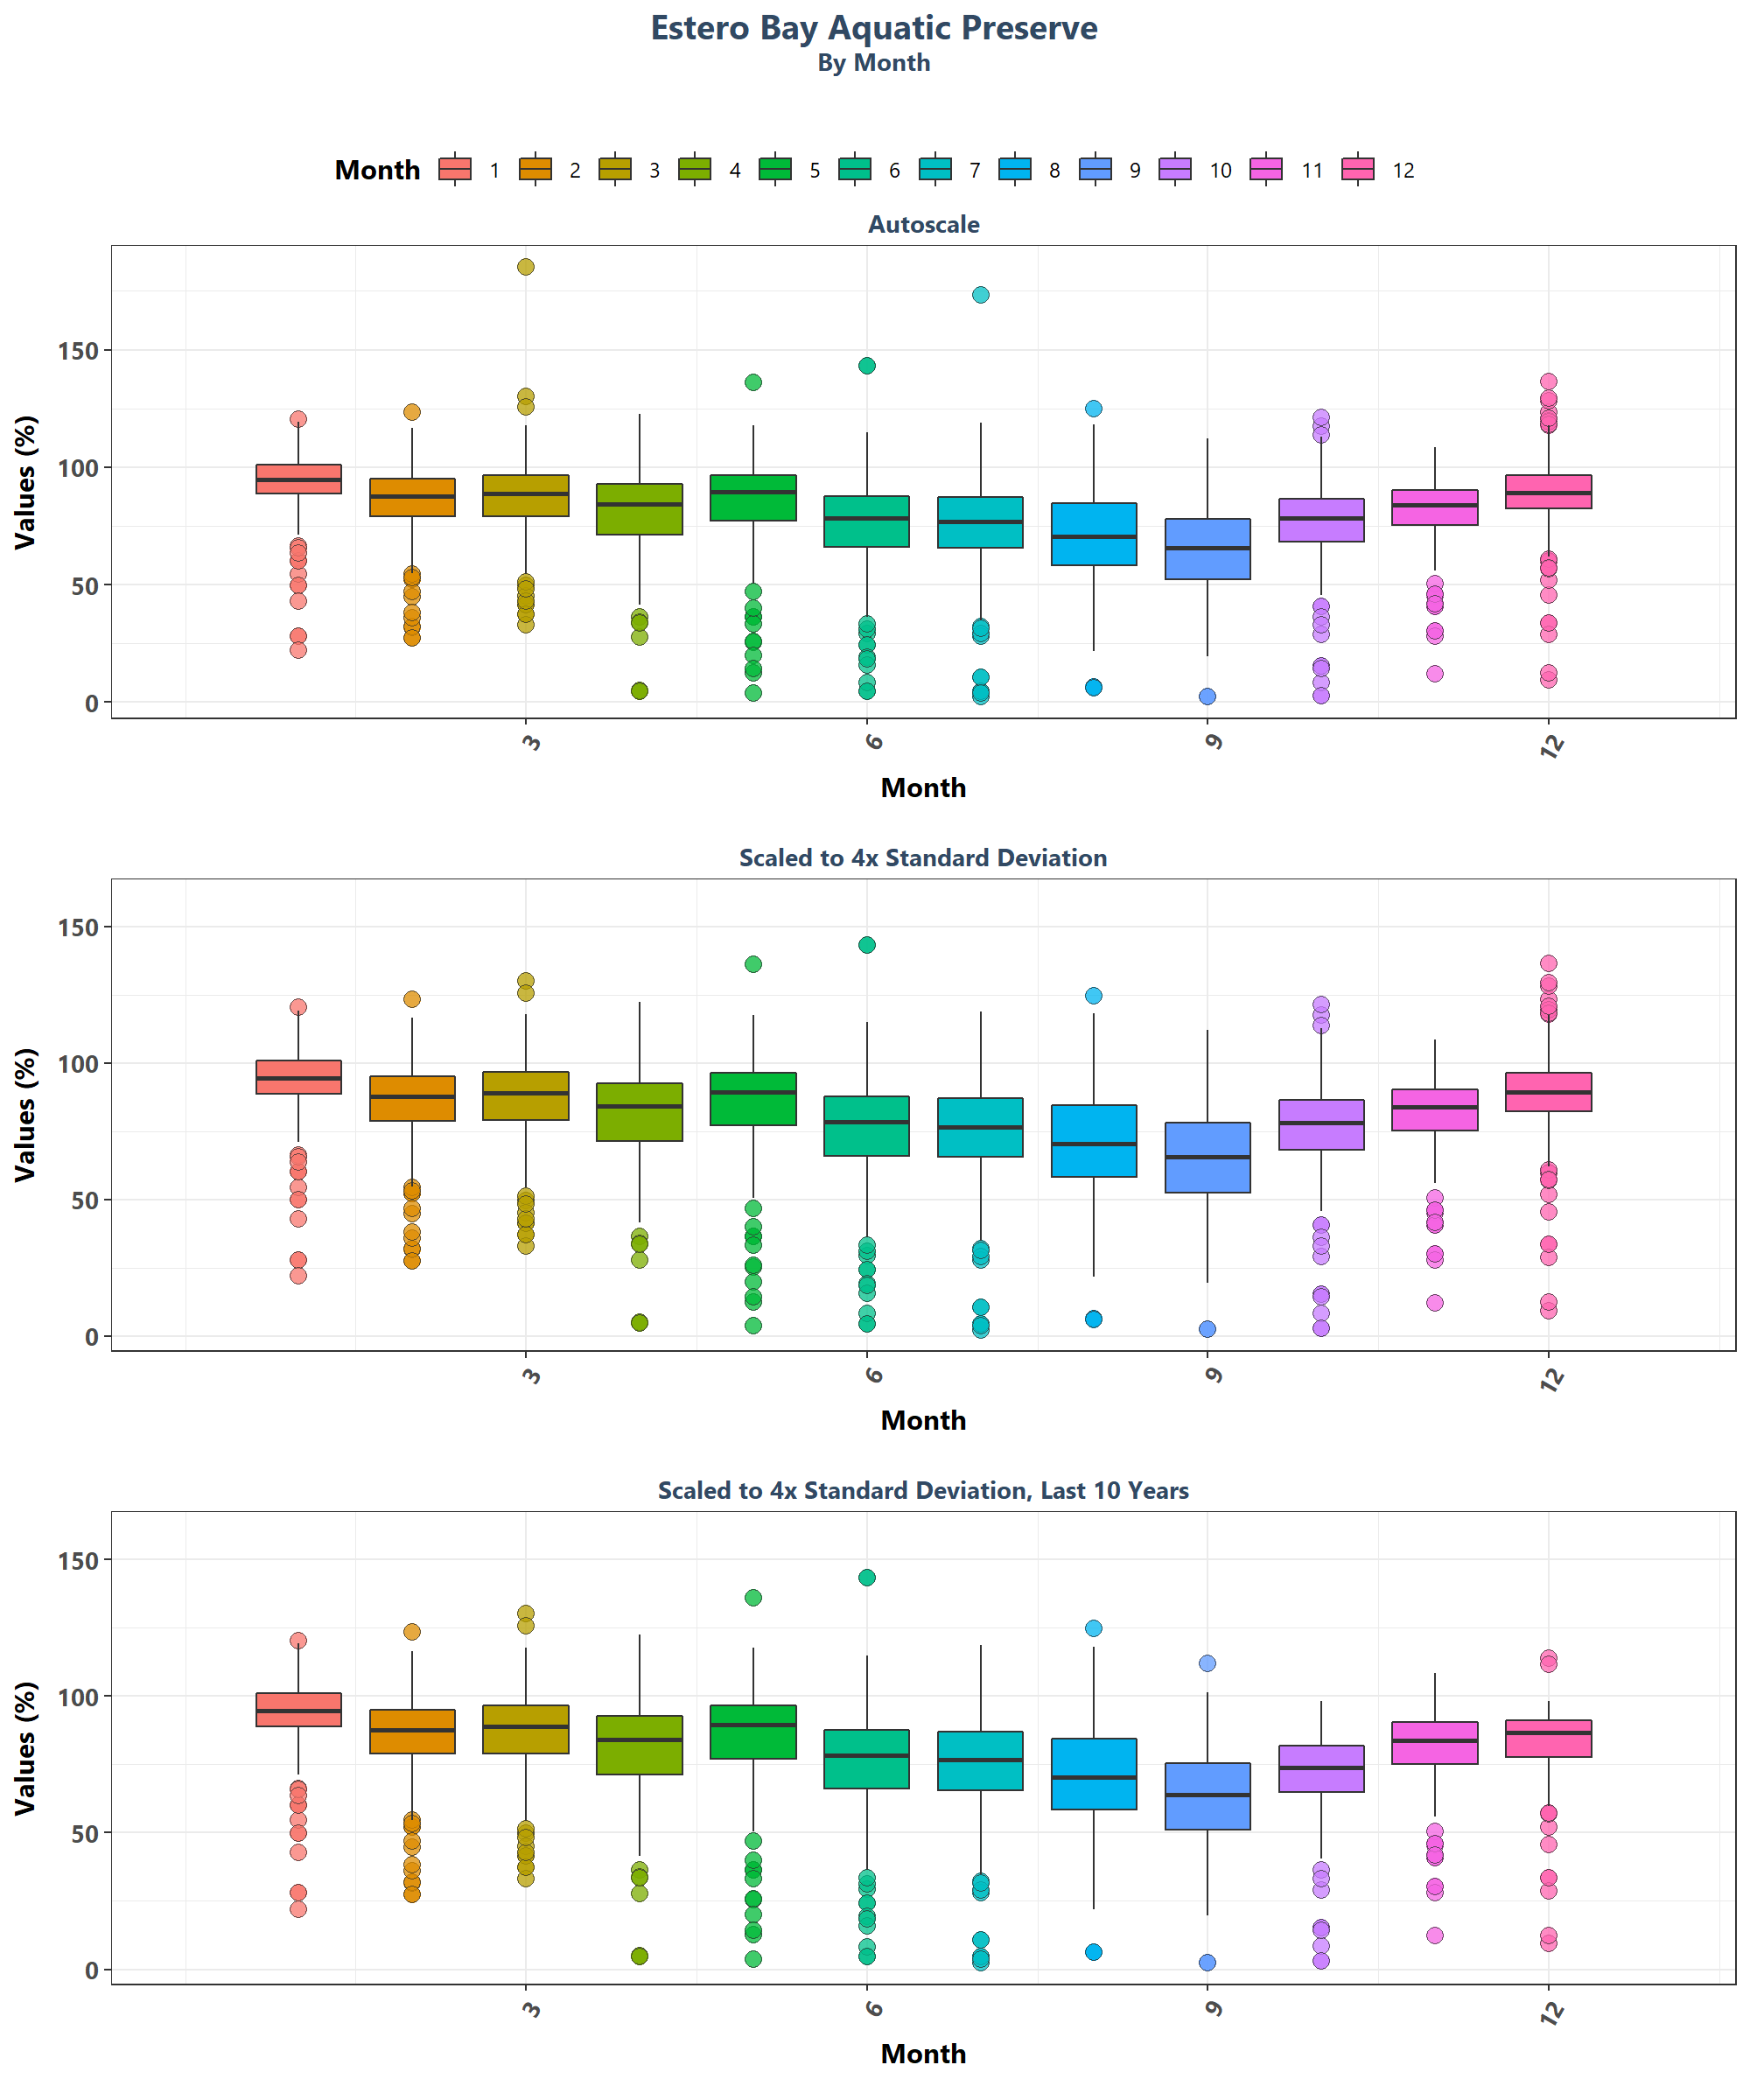 Estero Bay Aquatic Preserve
By Month
Month 1 2 3 4 5 6 7 8 9 10 11 12
Autoscale
Values (%)
150
100
50
0
3 6 9 12
Month
Scaled to 4x Standard Deviation
Values (%)
150
100
50
0
3 6 9 12
Month
Scaled to 4x Standard Deviation, Last 10 Years
Values (%)
150
100
50
0
3 6 9 12
Month